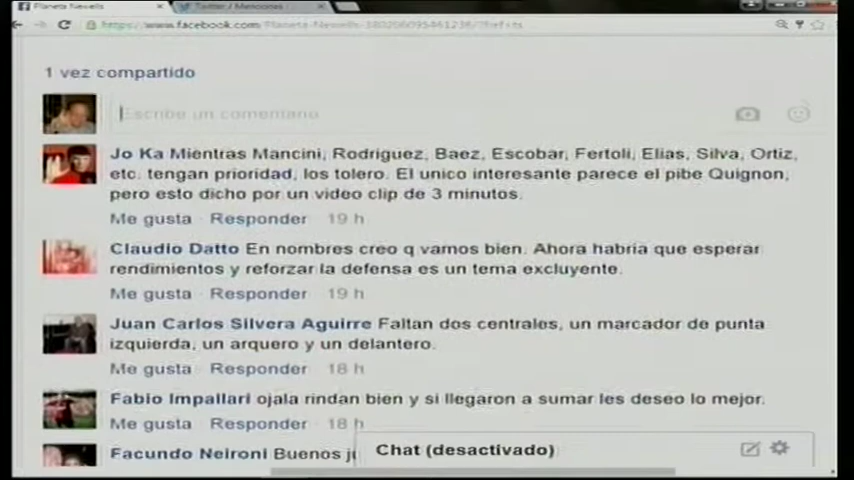 Planeta Newells
Twitter / Menciones
1 vez compartido
Escribe un comentario
Jo Ka Mientras Mancini, Rodriguez, Baez, Escobar, Fertoli, Elias, Silva, Ortiz,
etc. tengan prioridad, los tolero. El unico interesante parece el pibe Quignon,
pero esto dicho por un video clip de 3 minutos.
Me gusta · Responder · 19 h
Claudio Datto En nombres creo q vamos bien. Ahora habría que esperar
rendimientos y reforzar la defensa es un tema excluyente.
Me gusta · Responder · 19 h
Juan Carlos Silvera Aguirre Faltan dos centrales, un marcador de punta
izquierda, un arquero y un delantero.
Me gusta · Responder · 18 h
Fabio Impallari ojala rindan bien y si llegaron a sumar les deseo lo mejor.
Me gusta · Responder · 18 h
Facundo Neironi Buenos
Chat (desactivado)